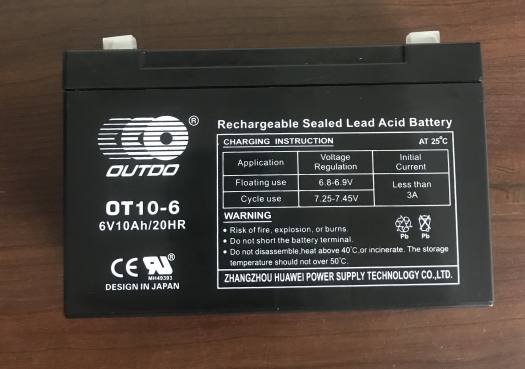 OUTDO
®
OT10-6
6V10Ah/20HR
CE
MH49393
DESIGN IN JAPAN
Rechargeable Sealed Lead Acid Battery
CHARGING INSTRUCTION AT 25°C
Application Voltage Regulation Initial Current
Floating use 6.8-6.9V Less than 3A
Cycle use 7.25-7.45V
WARNING
• Risk of fire, explosion, or burns.
• Do not short the battery terminal.
• Do not disassemble,heat above 40°C,or incinerate. The storage
temperature should not over 50°C.
Pb Pb
ZHANGZHOU HUAWEI POWER SUPPLY TECHNOLOGY CO.,LTD.